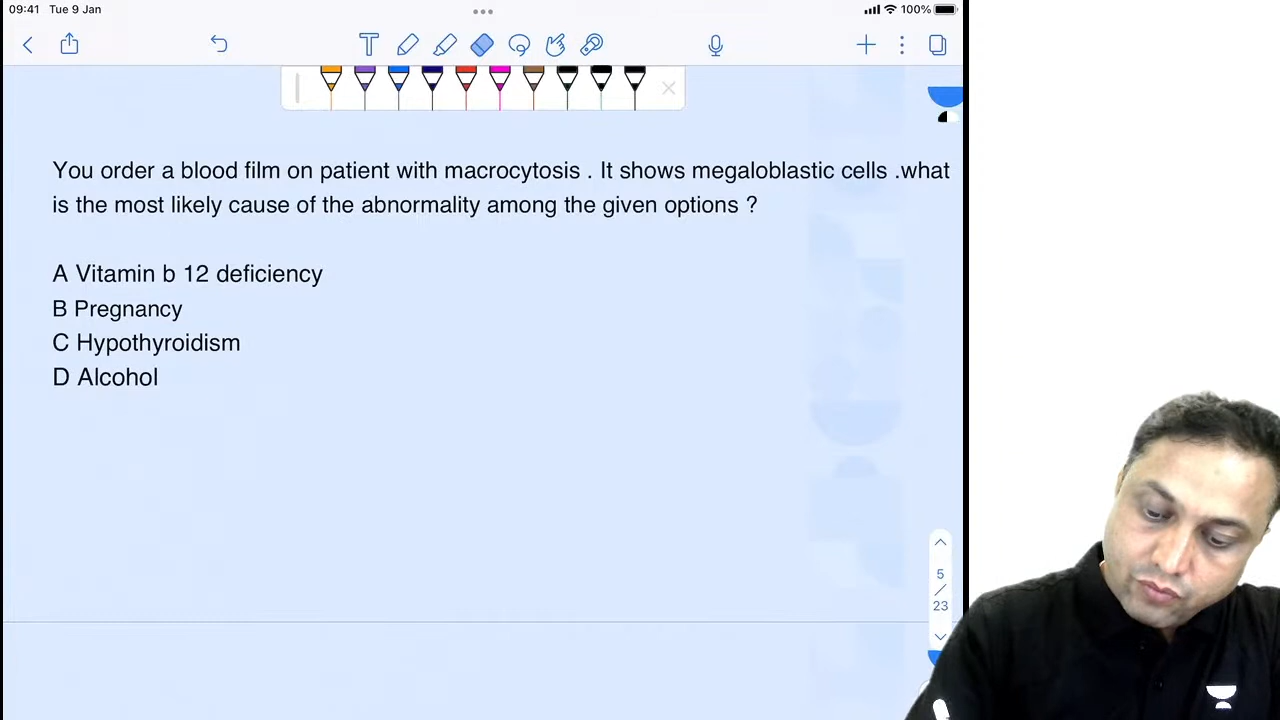 09:41 Tue 9 Jan
100%
You order a blood film on patient with macrocytosis . It shows megaloblastic cells .what
is the most likely cause of the abnormality among the given options ?
A Vitamin b 12 deficiency
B Pregnancy
C Hypothyroidism
D Alcohol
5
/
23